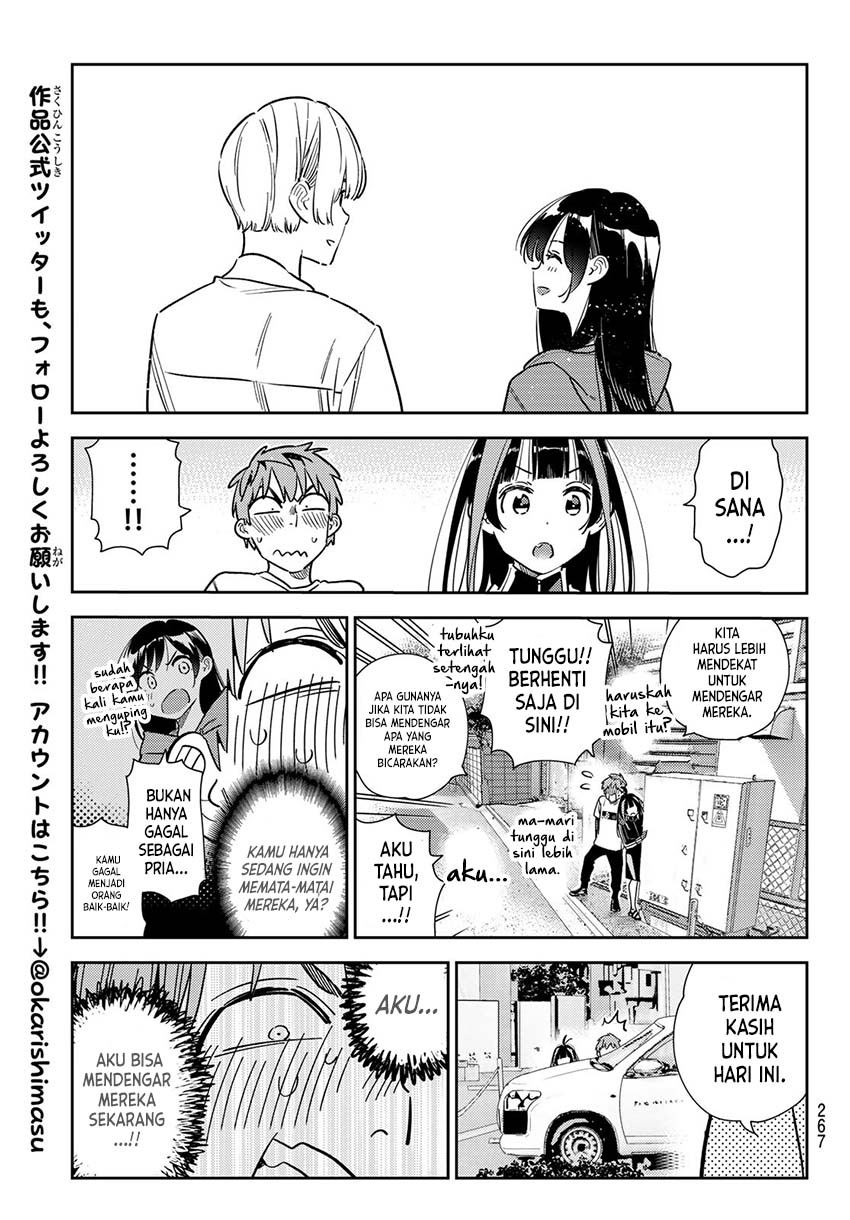 作品公式ツイッターも、フォローよろしくお願いします!! アカウントはこちら!!→@okarishimasu
さくひんこうしき
ねが
DI
SANA
...!
......
!!
KITA
HARUS LEBIH
MENDEKAT
UNTUK
MENDENGAR
MEREKA.
haruskah
kita ke
mobil itu?
TUNGGU!!
BERHENTI
SAJA DI
SINI!!
tubuhku
terlihat
setengah
-nya!
APA GUNANYA
JIKA KITA TIDAK
BISA MENDENGAR
APA YANG
MEREKA
BICARAKAN?
ma-mari
tunggu di
sini lebih
lama.
aku...
AKU
TAHU,
TAPI
...!!
sudah
berapa
kali kamu
menguping
ku!?
KAMU HANYA
SEDANG INGIN
MEMATA-MATAI
MEREKA, YA?
BUKAN
HANYA
GAGAL
SEBAGAI
PRIA...
KAMU
GAGAL
MENJADI
ORANG
BAIK-BAIK!
TERIMA
KASIH
UNTUK
HARI INI.
AKU...
AKU BISA
MENDENGAR
MEREKA
SEKARANG
...!!
267